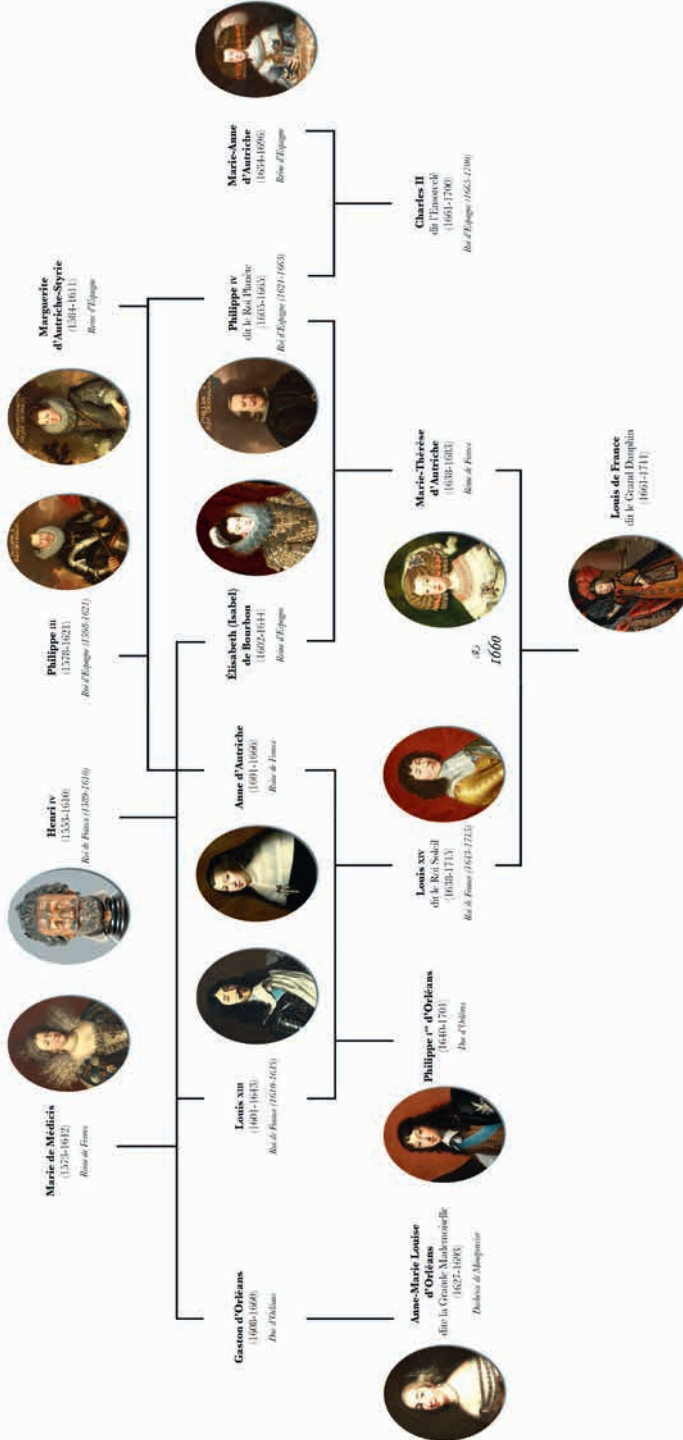 Marie de Médicis
(1573-1642)
Reine de France
Henri IV
(1553-1610)
Roi de France (1589-1610)
Philippe III
(1578-1621)
Roi d'Espagne (1598-1621)
Marguerite
d'Autriche-Styrie
(1584-1611)
Reine d'Espagne
Gaston d'Orléans
(1608-1660)
Duc d'Orléans
Louis XIII
(1601-1643)
Roi de France (1610-1643)
Anne d'Autriche
(1601-1666)
Reine de France
Élisabeth (Isabel)
de Bourbon
(1602-1644)
Reine d'Espagne
Philippe IV
dit le Roi Planète
(1605-1665)
Roi d'Espagne (1621-1665)
Marie-Anne
d'Autriche
(1634-1696)
Reine d'Espagne
Anne-Marie Louise
d'Orléans
dite la Grande Mademoiselle
(1627-1693)
Duchesse de Montpensier
Philippe Ier d'Orléans
(1640-1701)
Duc d'Orléans
Louis XIV
dit le Roi Soleil
(1638-1715)
Roi de France (1643-1715)
1660
Marie-Thérèse
d'Autriche
(1638-1683)
Reine de France
Charles II
dit l'Ensorcelé
(1661-1700)
Roi d'Espagne (1665-1700)
Louis de France
dit le Grand Dauphin
(1661-1711)